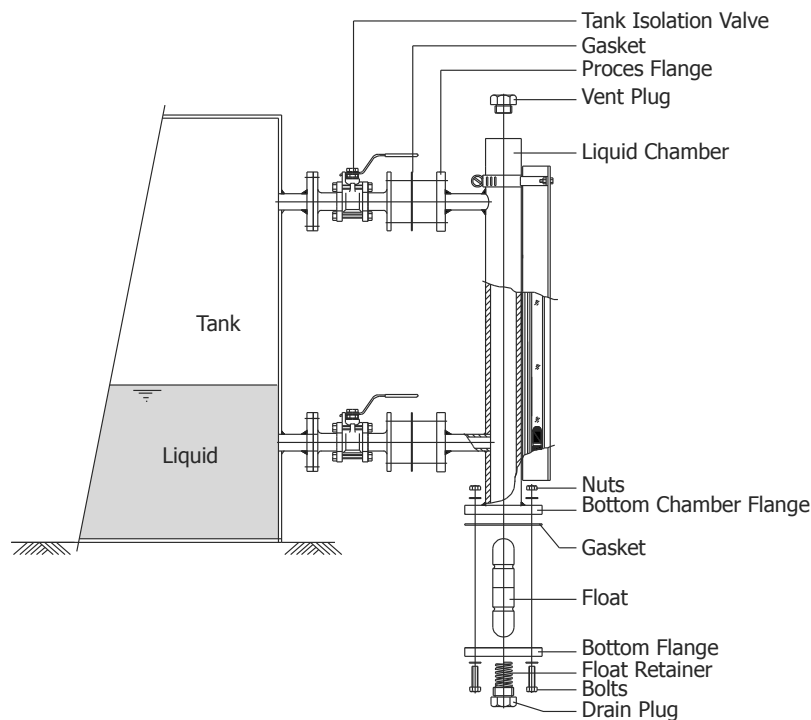 Tank Isolation Valve
Gasket
Proces Flange
Vent Plug
Liquid Chamber
Tank
Liquid
Nuts
Bottom Chamber Flange
Gasket
Float
Bottom Flange
Float Retainer
Bolts
Drain Plug